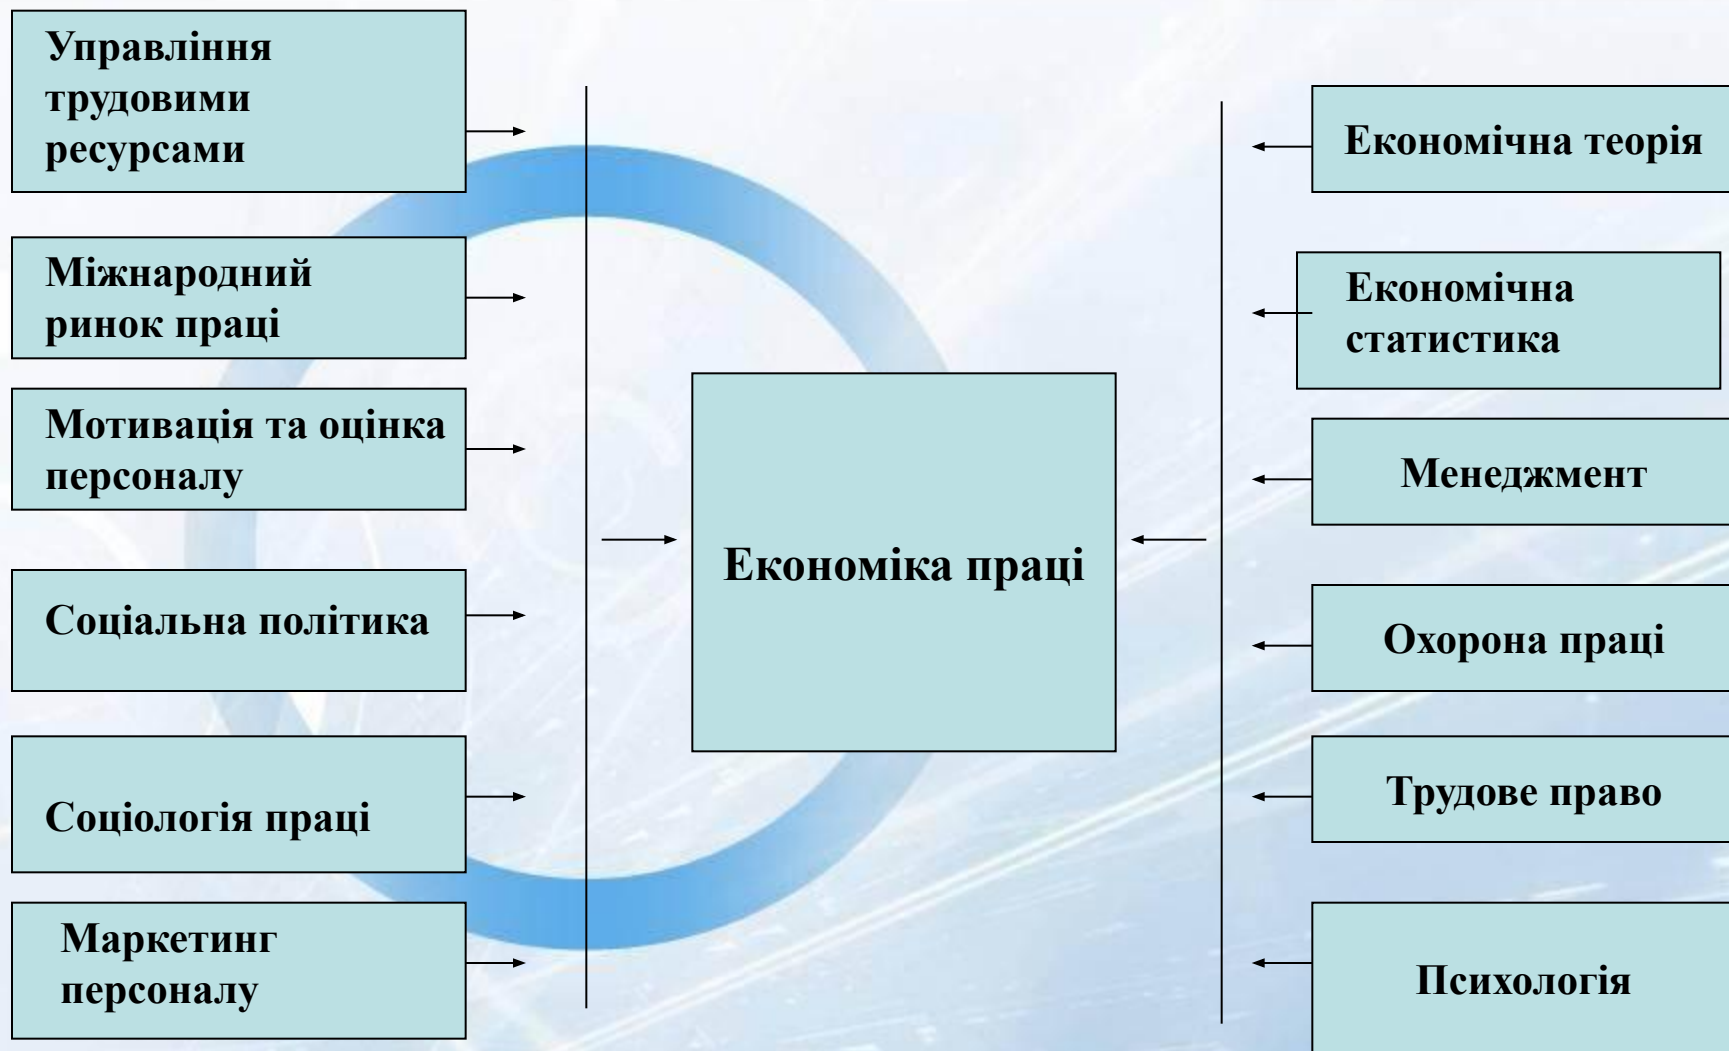 Управління
трудовими
ресурсами
Міжнародний
ринок праці
Мотивація та оцінка
персоналу
Соціальна політика
Соціологія праці
Маркетинг
персоналу
Економіка праці
Економічна теорія
Економічна
статистика
Менеджмент
Охорона праці
Трудове право
Психологія